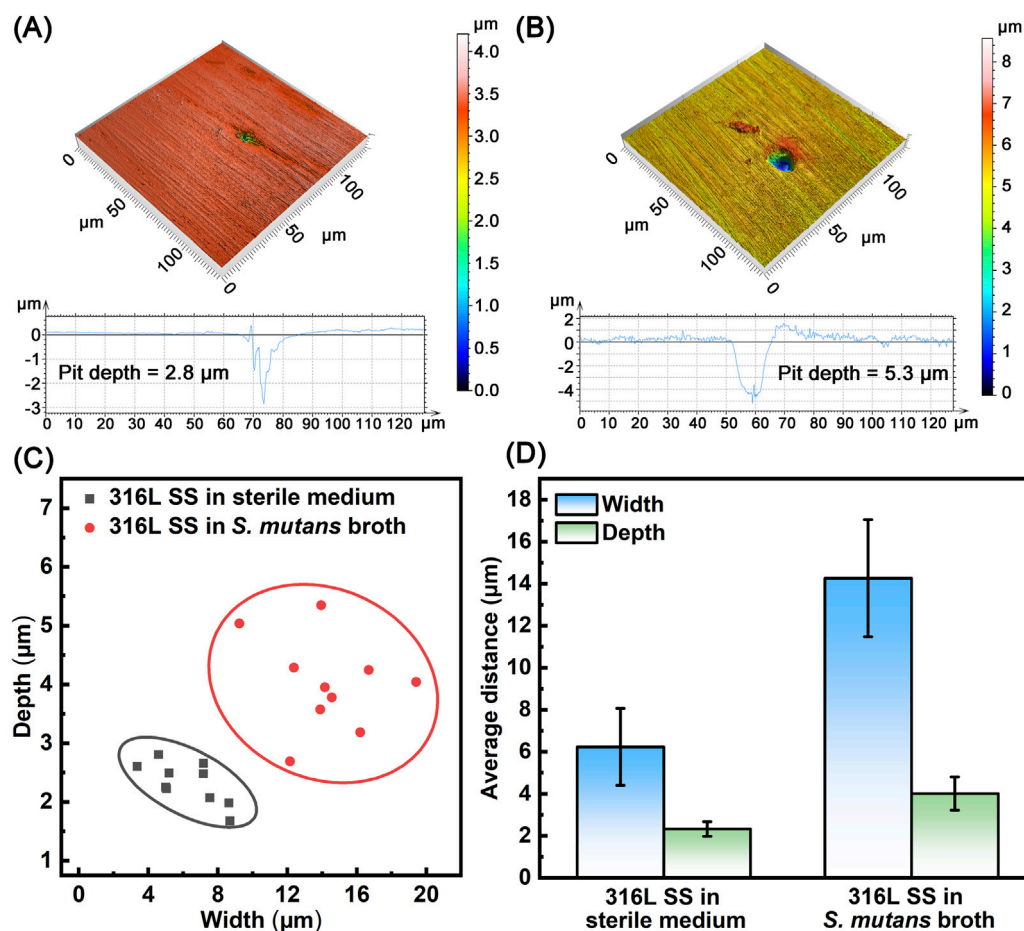 (A)
µm
4.0
3.5
3.0
2.5
2.0
1.5
1.0
0.5
0.0
0
50
100
µm
0
50
100
µm
µm
0
-1
-2
-3
Pit depth = 2.8 µm
0 10 20 30 40 50 60 70 80 90 100 110 120 µm
(B)
µm
8
7
6
5
4
3
2
1
0
0
50
100
µm
0
50
100
µm
µm
2
0
-2
-4
Pit depth = 5.3 µm
0 10 20 30 40 50 60 70 80 90 100 110 120 µm
(C)
316L SS in sterile medium
316L SS in S. mutans broth
Depth (µm)
7
6
5
4
3
2
1
0 4 8 12 16 20
Width (µm)
(D)
Width
Depth
Average distance (µm)
18
16
14
12
10
8
6
4
2
0
316L SS in
sterile medium
316L SS in
S. mutans broth